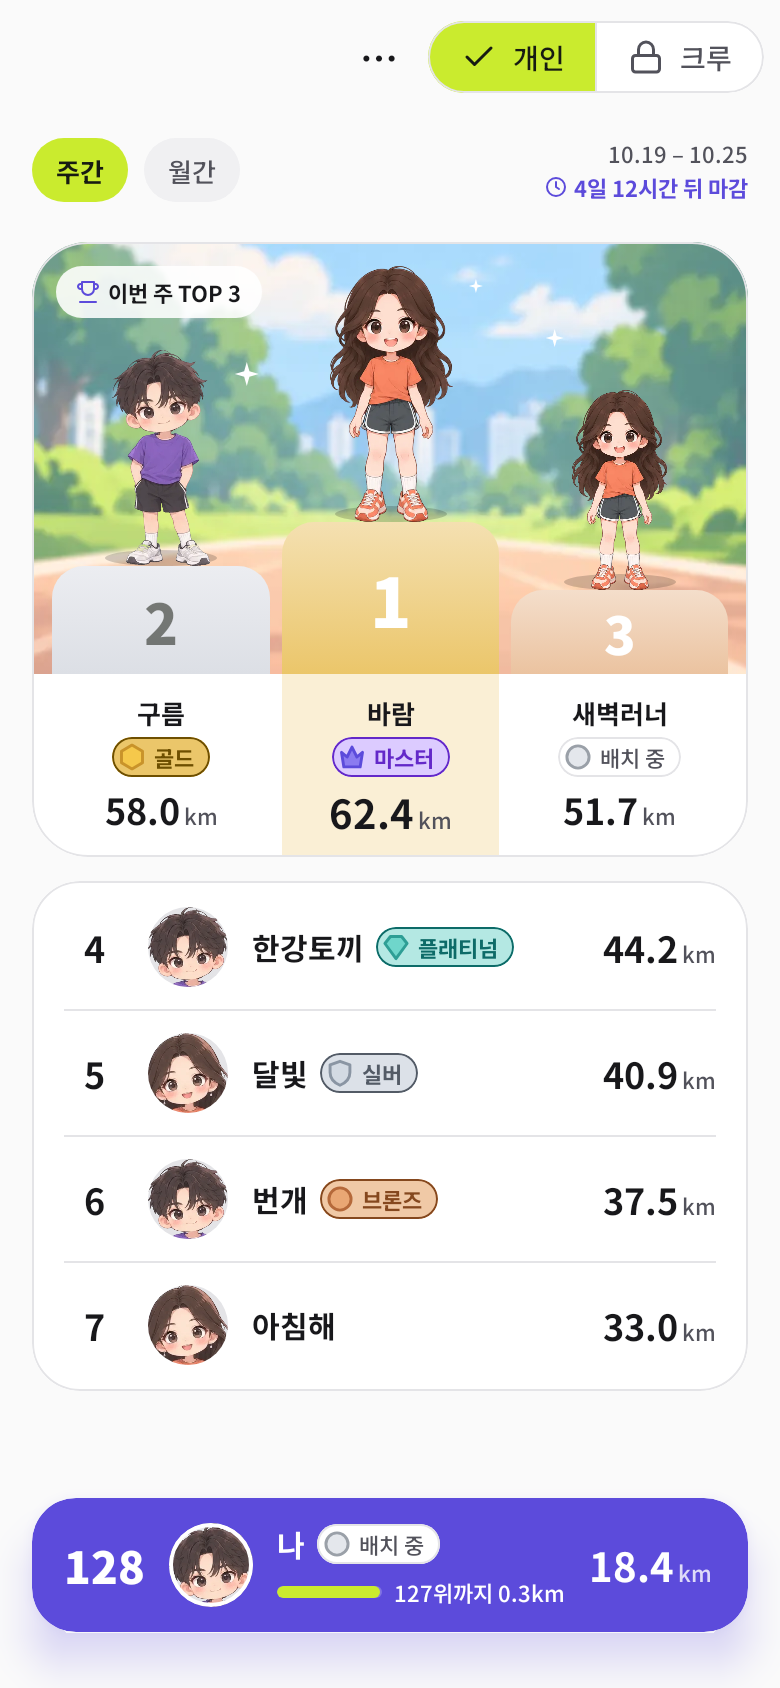 개인
크루
주간
월간
10.19 – 10.25
4일 12시간 뒤 마감
이번 주 TOP 3
2
1
3
구름
골드
58.0 km
바람
마스터
62.4 km
새벽러너
배치 중
51.7 km
4 한강토끼 플래티넘 44.2 km
5 달빛 실버 40.9 km
6 번개 브론즈 37.5 km
7 아침해 33.0 km
128 나 배치 중 18.4 km
127위까지 0.3km